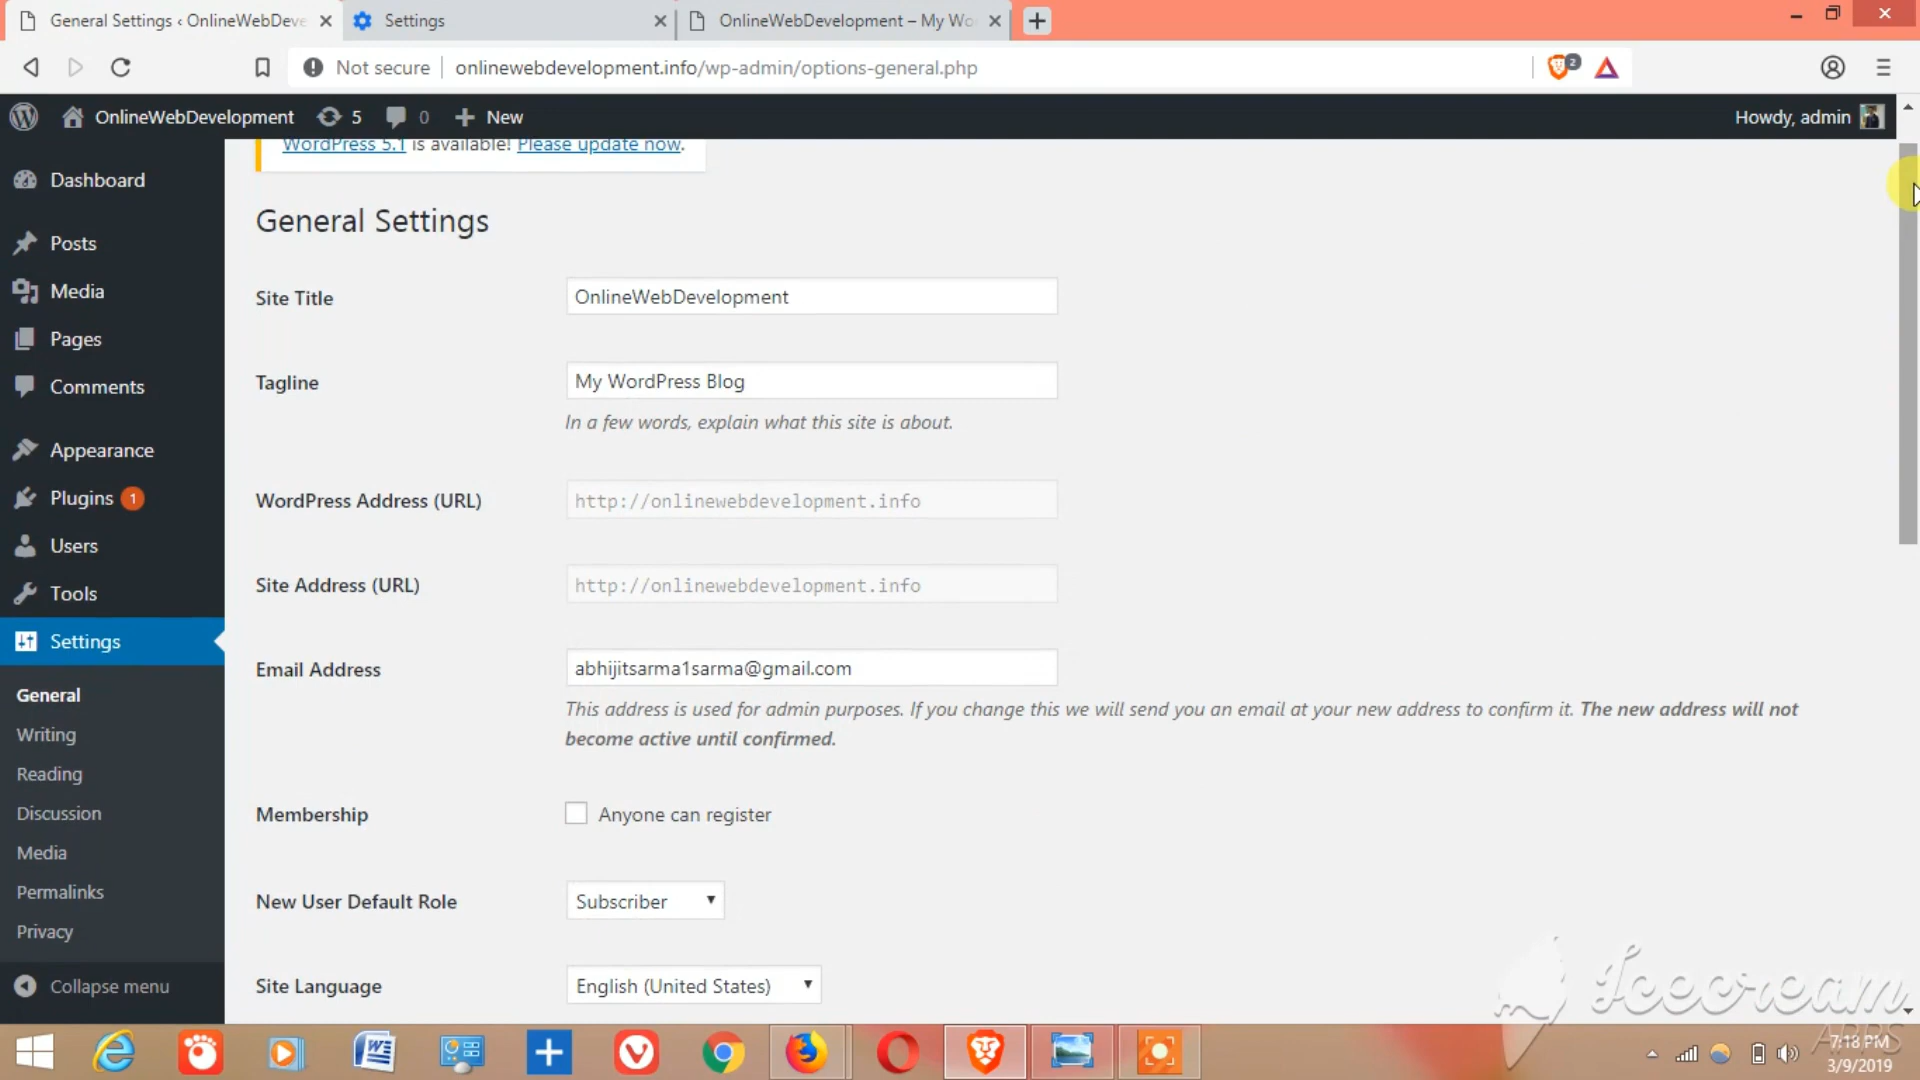 General Settings ‹ OnlineWebDeve
Settings
OnlineWebDevelopment – My Wo
Not secure
onlinewebdevelopment.info/wp-admin/options-general.php
2
OnlineWebDevelopment
5
0
New
Howdy, admin
WordPress 5.1 is available! Please update now.
Dashboard
Posts
Media
Pages
Comments
Appearance
Plugins 1
Users
Tools
Settings
General
Writing
Reading
Discussion
Media
Permalinks
Privacy
Collapse menu
General Settings
Site Title
OnlineWebDevelopment
Tagline
My WordPress Blog
In a few words, explain what this site is about.
WordPress Address (URL)
http://onlinewebdevelopment.info
Site Address (URL)
http://onlinewebdevelopment.info
Email Address
abhijitsarma1sarma@gmail.com
This address is used for admin purposes. If you change this we will send you an email at your new address to confirm it. The new address will not
become active until confirmed.
Membership
Anyone can register
New User Default Role
Subscriber
Site Language
English (United States)
Icecream
APPS
7:18 PM
3/9/2019